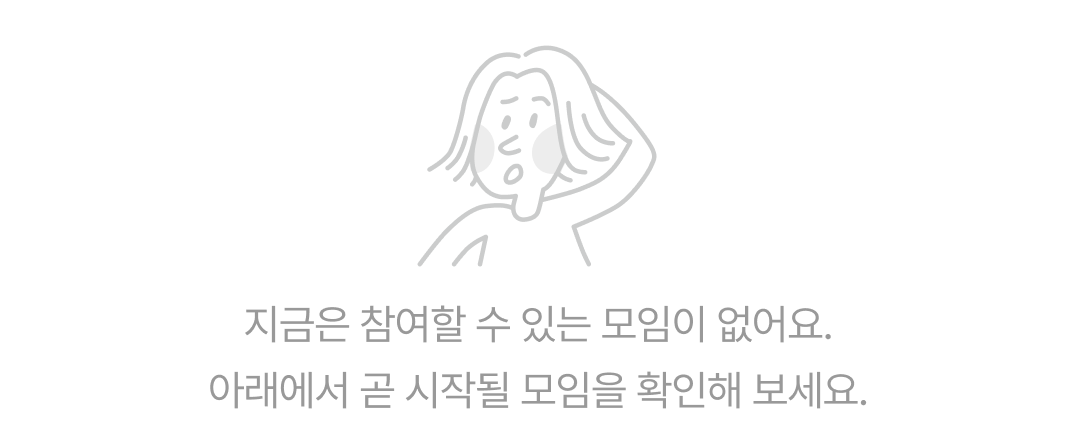 지금은 참여할 수 있는 모임이 없어요.
아래에서 곧 시작될 모임을 확인해 보세요.